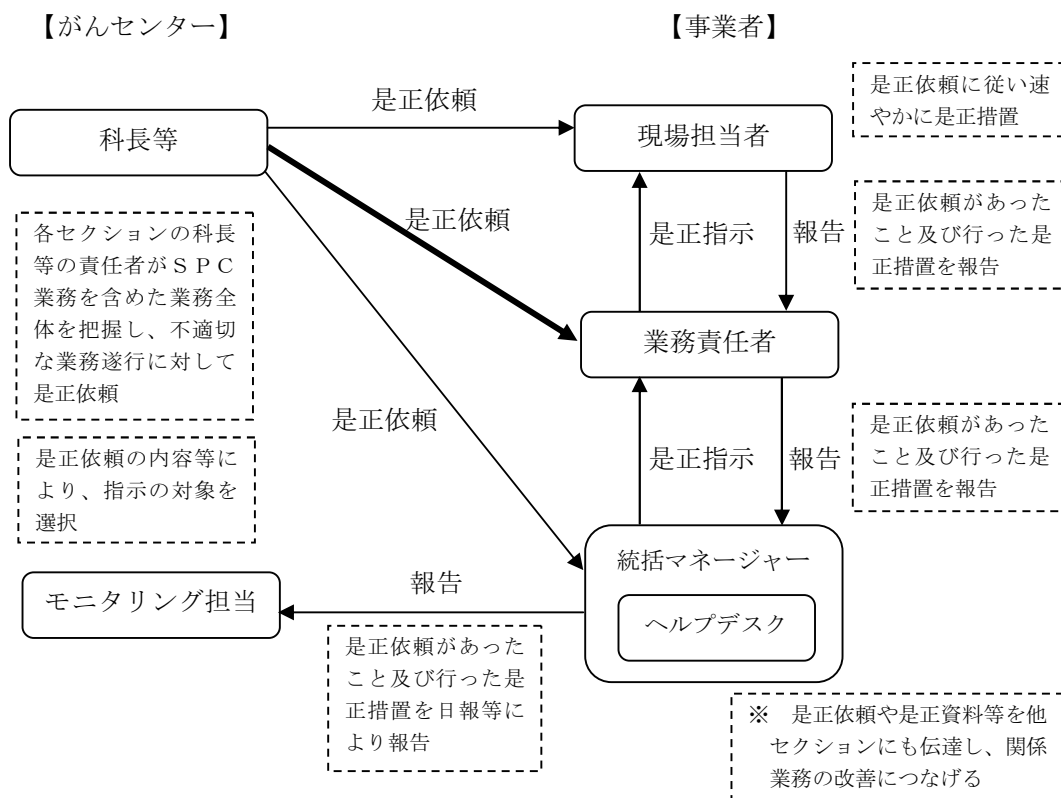 【がんセンター】
【事業者】
是正依頼に従い速
やかに是正措置
是正依頼
科長等
現場担当者
是正依頼があった
こと及び行った是
正措置を報告
是正依頼
是正指示
報告
各セクションの科長
等の責任者がＳＰＣ
業務を含めた業務全
体を把握し、不適切
な業務遂行に対して
是正依頼
業務責任者
是正依頼
是正依頼があった
こと及び行った是
正措置を報告
是正指示
報告
是正依頼の内容等に
より、指示の対象を
選択
統括マネージャー
ヘルプデスク
モニタリング担当
報告
是正依頼があった
こと及び行った是
正措置を日報等に
より報告
※　是正依頼や是正資料等を他
セクションにも伝達し、関係
業務の改善につなげる